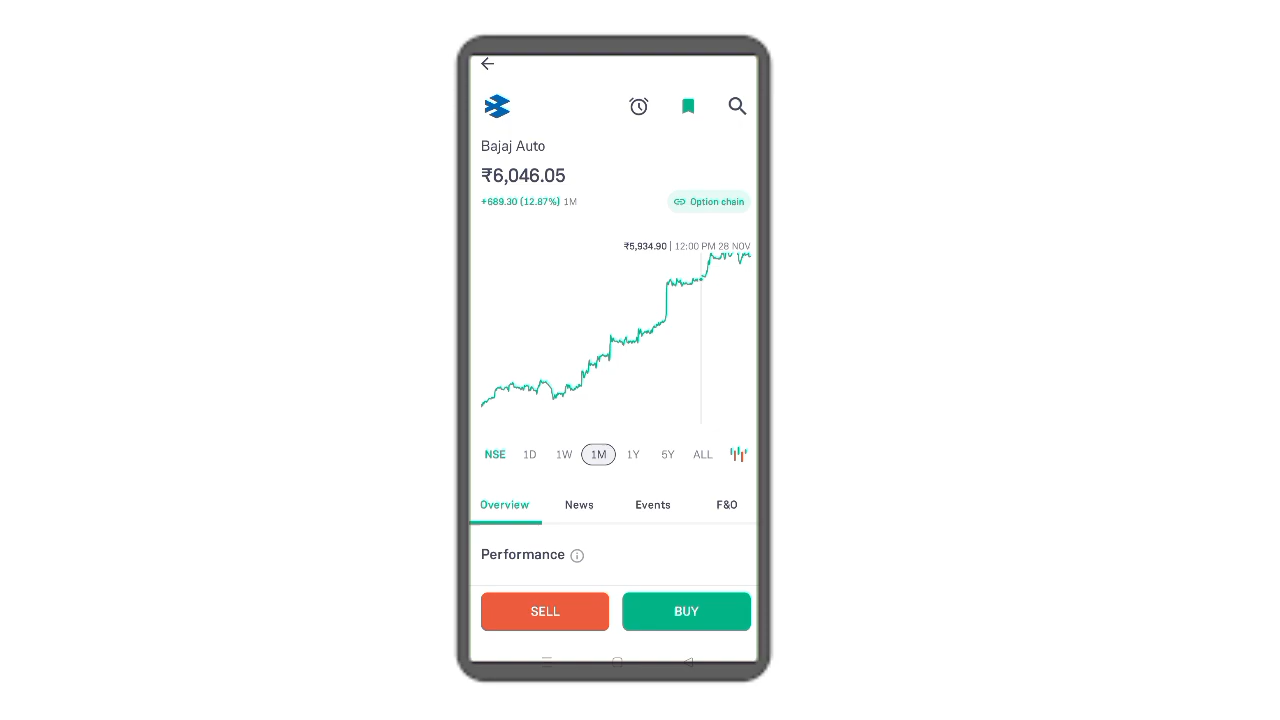 Bajaj Auto
₹6,046.05
+689.30 (12.87%) 1M
Option chain
₹5,934.90 | 12:00 PM 28 NOV
NSE 1D 1W 1M 1Y 5Y ALL
Overview News Events F&O
Performance
SELL BUY